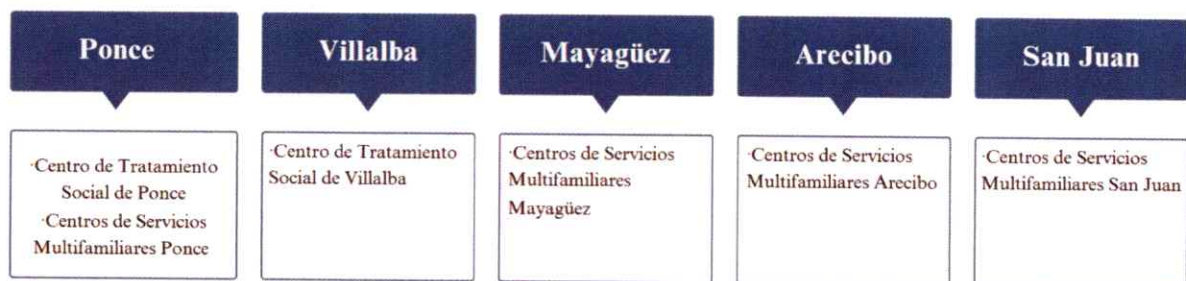 Ponce
·Centro de Tratamiento
Social de Ponce
·Centros de Servicios
Multifamiliares Ponce
Villalba
·Centro de Tratamiento
Social de Villalba
Mayagüez
·Centros de Servicios
Multifamiliares
Mayagüez
Arecibo
·Centros de Servicios
Multifamiliares Arecibo
San Juan
·Centros de Servicios
Multifamiliares San Juan